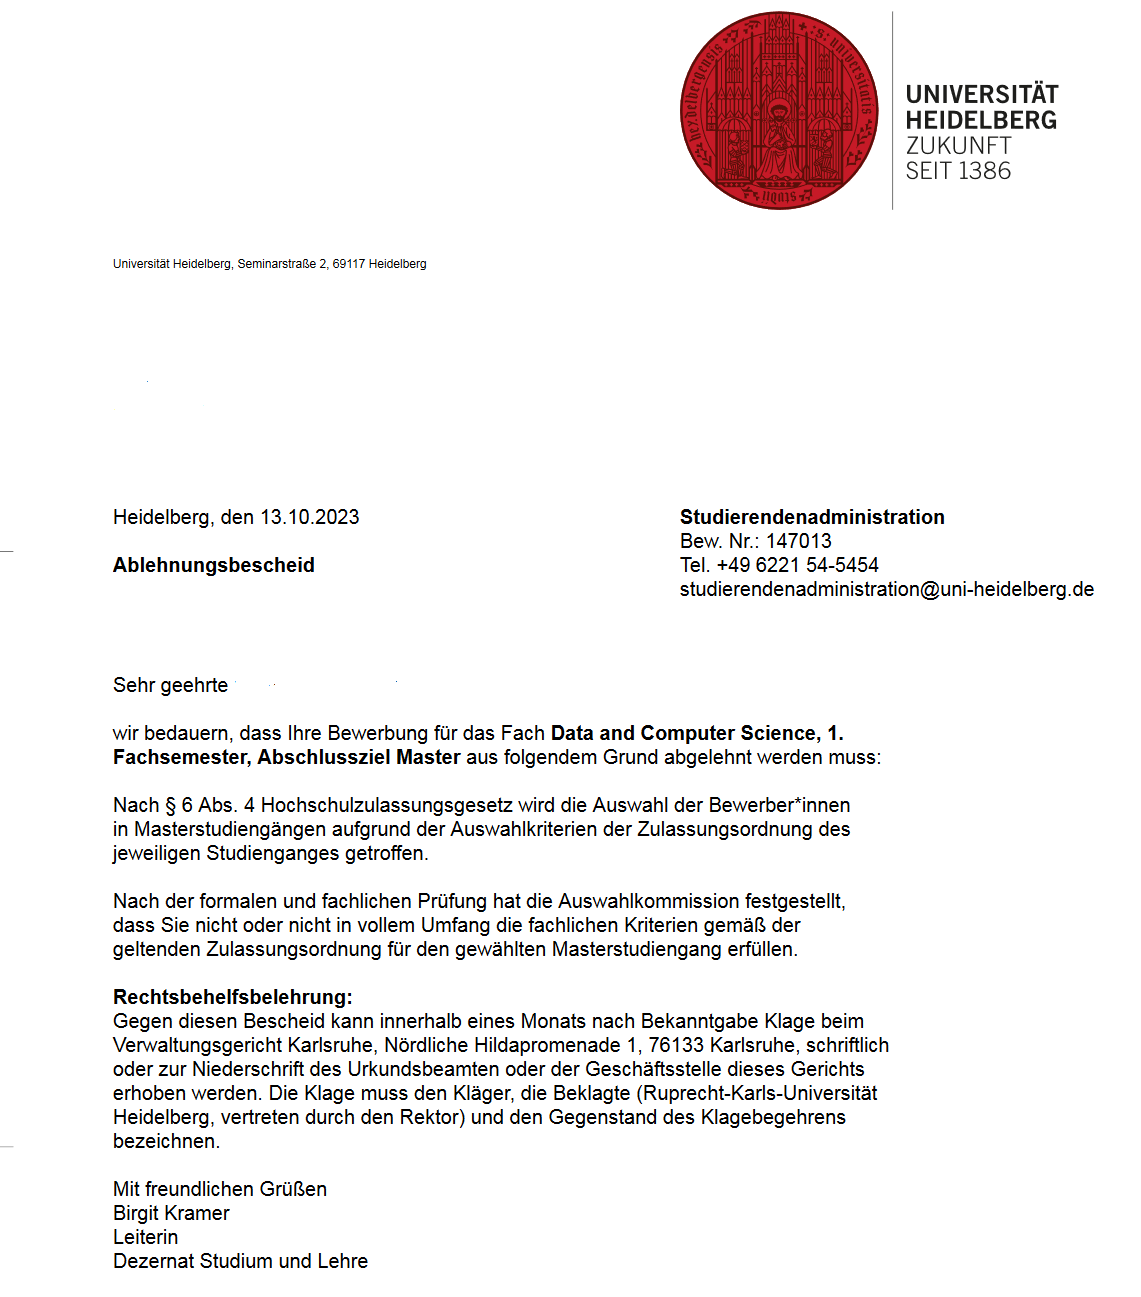 heydelbergensis
s: universitatis
studii
UNIVERSITÄT
HEIDELBERG
ZUKUNFT
SEIT 1386
Universität Heidelberg, Seminarstraße 2, 69117 Heidelberg
Heidelberg, den 13.10.2023
Ablehnungsbescheid
Studierendenadministration
Bew. Nr.: 147013
Tel. +49 6221 54-5454
studierendenadministration@uni-heidelberg.de
Sehr geehrte
wir bedauern, dass Ihre Bewerbung für das Fach Data and Computer Science, 1.
Fachsemester, Abschlussziel Master aus folgendem Grund abgelehnt werden muss:
Nach § 6 Abs. 4 Hochschulzulassungsgesetz wird die Auswahl der Bewerber*innen
in Masterstudiengängen aufgrund der Auswahlkriterien der Zulassungsordnung des
jeweiligen Studienganges getroffen.
Nach der formalen und fachlichen Prüfung hat die Auswahlkommission festgestellt,
dass Sie nicht oder nicht in vollem Umfang die fachlichen Kriterien gemäß der
geltenden Zulassungsordnung für den gewählten Masterstudiengang erfüllen.
Rechtsbehelfsbelehrung:
Gegen diesen Bescheid kann innerhalb eines Monats nach Bekanntgabe Klage beim
Verwaltungsgericht Karlsruhe, Nördliche Hildapromenade 1, 76133 Karlsruhe, schriftlich
oder zur Niederschrift des Urkundsbeamten oder der Geschäftsstelle dieses Gerichts
erhoben werden. Die Klage muss den Kläger, die Beklagte (Ruprecht-Karls-Universität
Heidelberg, vertreten durch den Rektor) und den Gegenstand des Klagebegehrens
bezeichnen.
Mit freundlichen Grüßen
Birgit Kramer
Leiterin
Dezernat Studium und Lehre